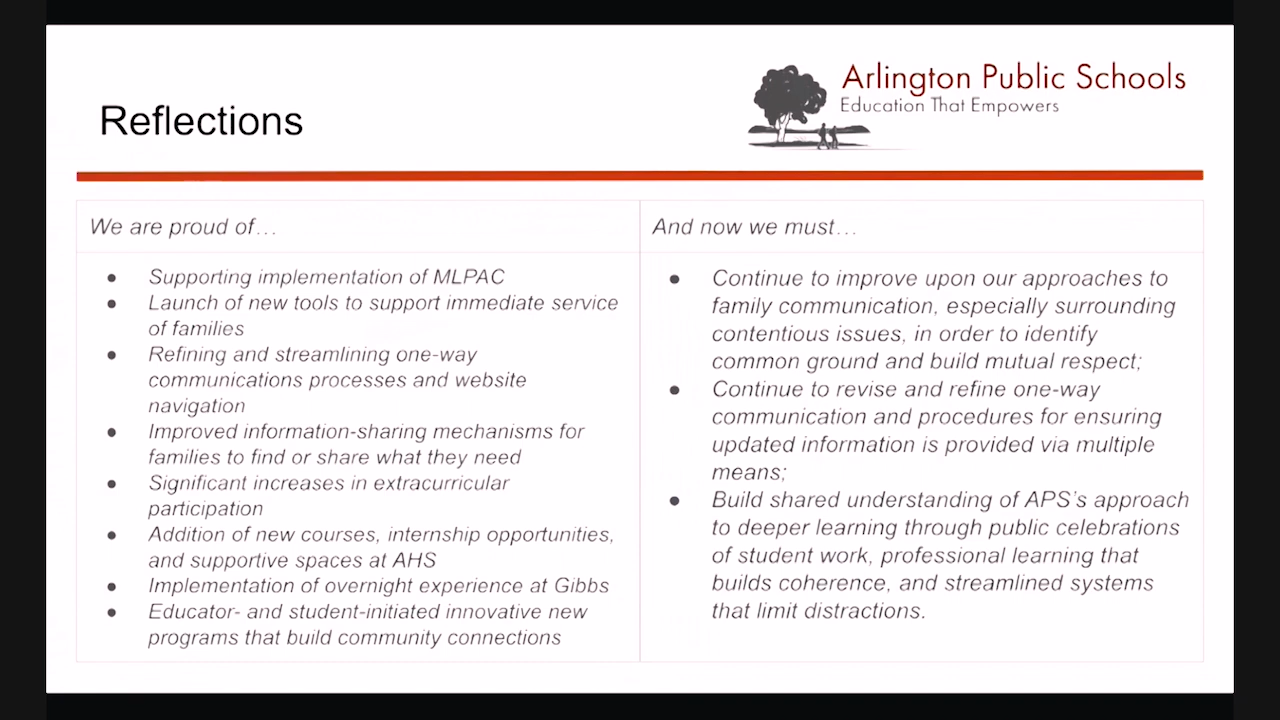 Reflections
Arlington Public Schools
Education That Empowers
We are proud of…
● Supporting implementation of MLPAC
● Launch of new tools to support immediate service
of families
● Refining and streamlining one-way
communications processes and website
navigation
● Improved information-sharing mechanisms for
families to find or share what they need
● Significant increases in extracurricular
participation
● Addition of new courses, internship opportunities,
and supportive spaces at AHS
● Implementation of overnight experience at Gibbs
● Educator- and student-initiated innovative new
programs that build community connections
And now we must…
● Continue to improve upon our approaches to
family communication, especially surrounding
contentious issues, in order to identify
common ground and build mutual respect;
● Continue to revise and refine one-way
communication and procedures for ensuring
updated information is provided via multiple
means;
● Build shared understanding of APS's approach
to deeper learning through public celebrations
of student work, professional learning that
builds coherence, and streamlined systems
that limit distractions.